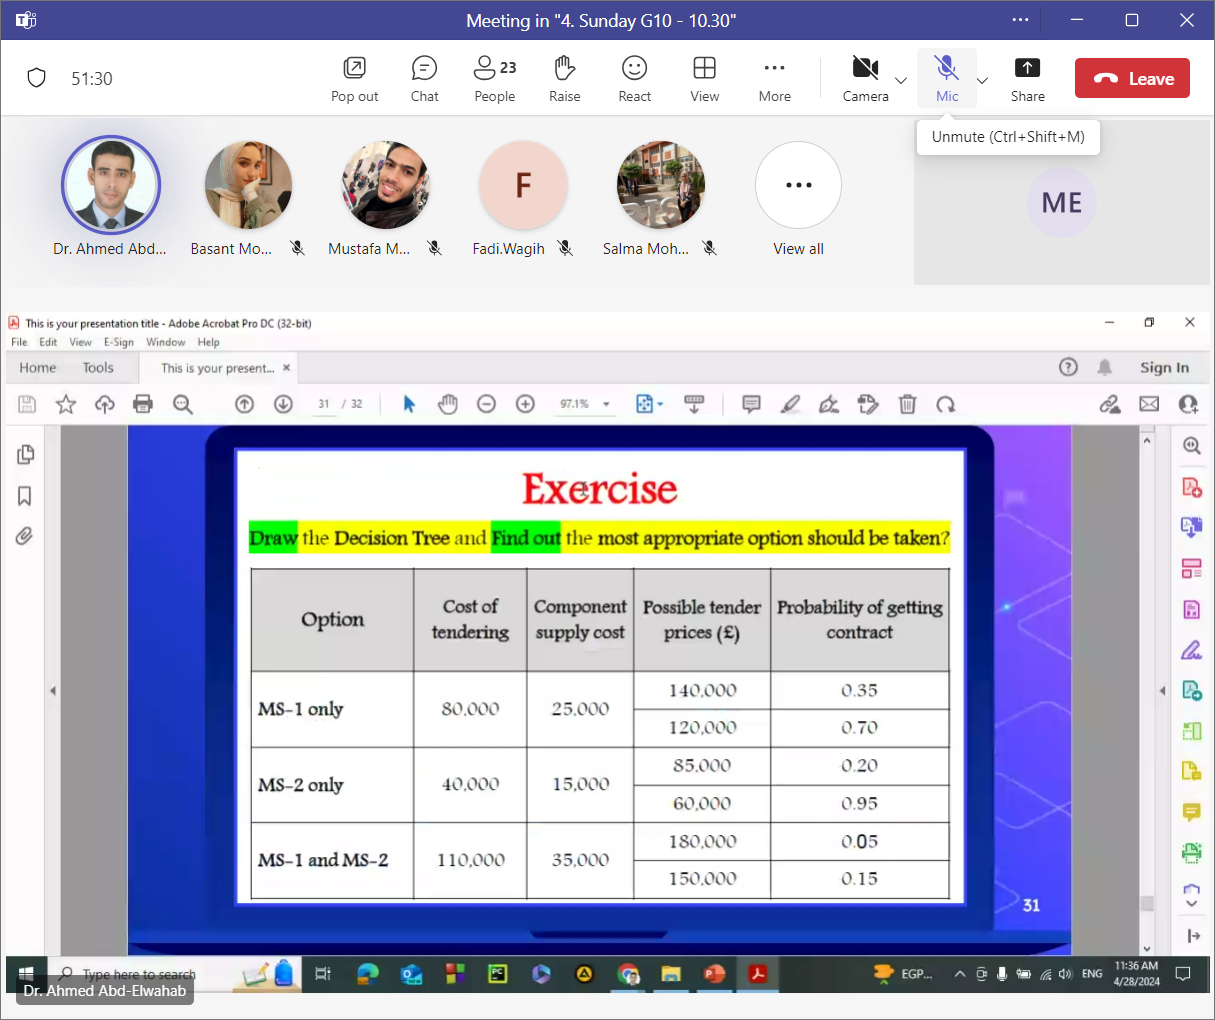 Meeting in "4. Sunday G10 - 10.30"
51:30
Pop out
Chat
23
People
Raise
React
View
More
Camera
Mic
Share
Leave
Unmute (Ctrl+Shift+M)
F
ME
Dr. Ahmed Abd...
Basant Mo...
Mustafa M...
Fadi.Wagih
Salma Moh...
View all
This is your presentation title - Adobe Acrobat Pro DC (32-bit)
File Edit View E-Sign Window Help
Home Tools This is your present... × Sign In
31 / 32 97.1%
Exercise
Draw the Decision Tree and Find out the most appropriate option should be taken?
Option
Cost of
tendering
Component
supply cost
Possible tender
prices (£)
Probability of getting
contract
MS-1 only 80,000 25,000
140,000 0.35
120,000 0.70
MS-2 only 40,000 15,000
85,000 0.20
60,000 0.95
MS-1 and MS-2 110,000 35,000
180,000 0.05
150,000 0.15
31
Type here to search
Dr. Ahmed Abd-Elwahab
PC
EGP...
ENG
11:36 AM
4/28/2024